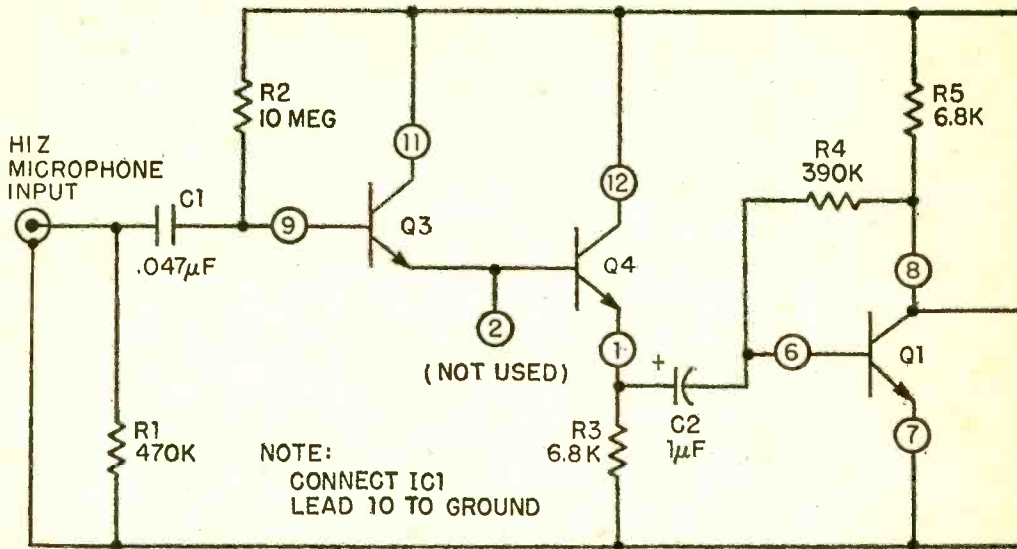 HI Z
MICROPHONE
INPUT
C1
.047µF
R2
10 MEG
9
11
Q3
2
(NOT USED)
12
Q4
1
+
C2
1µF
R3
6.8K
R1
470K
NOTE:
CONNECT IC1
LEAD 10 TO GROUND
R4
390K
R5
6.8K
8
6
Q1
7